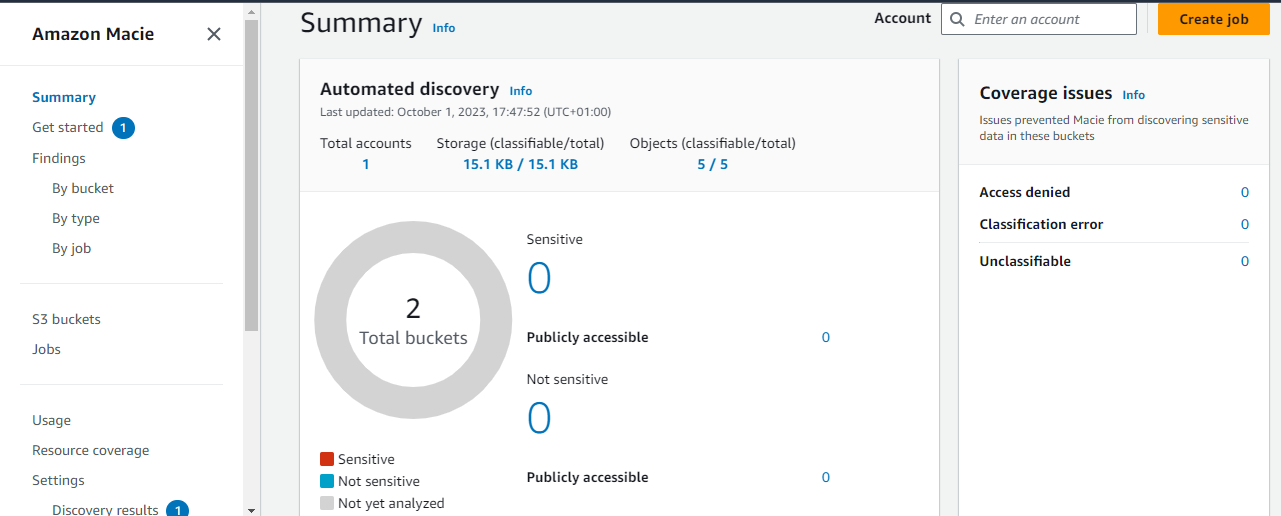 Amazon Macie
Summary
Get started 1
Findings
By bucket
By type
By job
S3 buckets
Jobs
Usage
Resource coverage
Settings
Discovery results 1
Summary Info
Account Enter an account Create job
Automated discovery Info
Last updated: October 1, 2023, 17:47:52 (UTC+01:00)
Total accounts Storage (classifiable/total) Objects (classifiable/total)
1 15.1 KB / 15.1 KB 5 / 5
2
Total buckets
Sensitive
Not sensitive
Not yet analyzed
Sensitive
0
Publicly accessible 0
Not sensitive
0
Publicly accessible 0
Coverage issues Info
Issues prevented Macie from discovering sensitive
data in these buckets
Access denied 0
Classification error 0
Unclassifiable 0